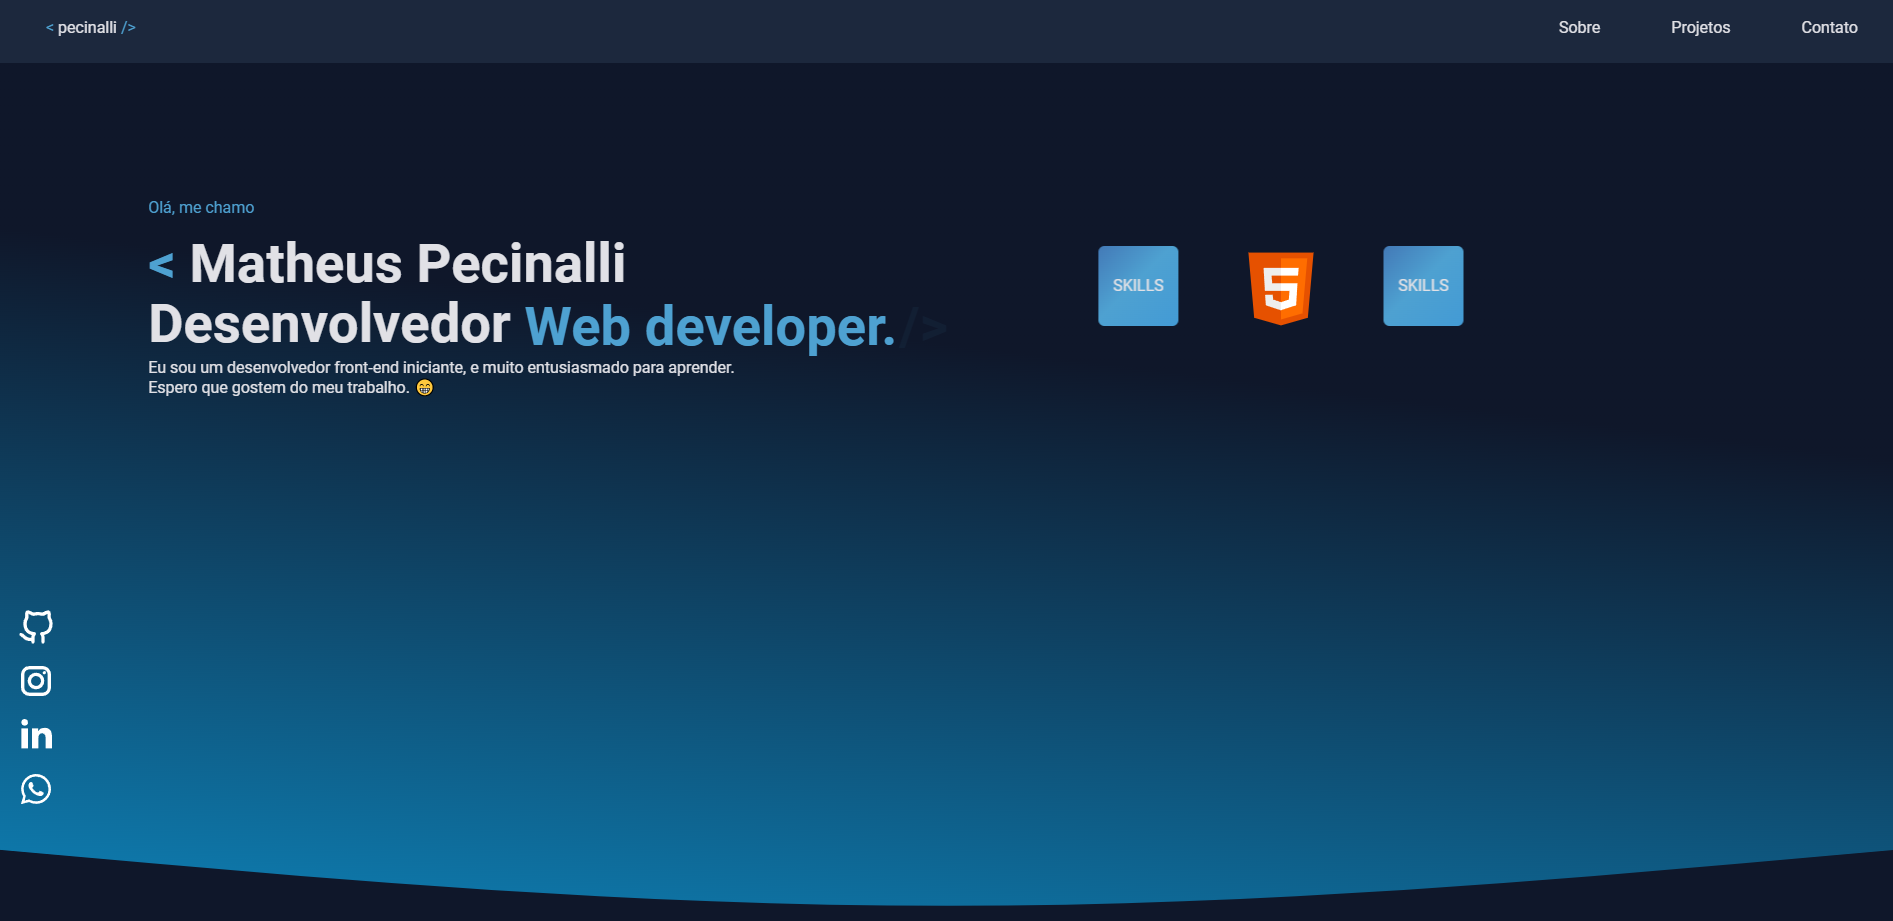 < pecinalli />
Sobre Projetos Contato
Olá, me chamo
< Matheus Pecinalli
Desenvolvedor Web developer./>
Eu sou um desenvolvedor front-end iniciante, e muito entusiasmado para aprender.
Espero que gostem do meu trabalho. 😁
SKILLS 5 SKILLS
in